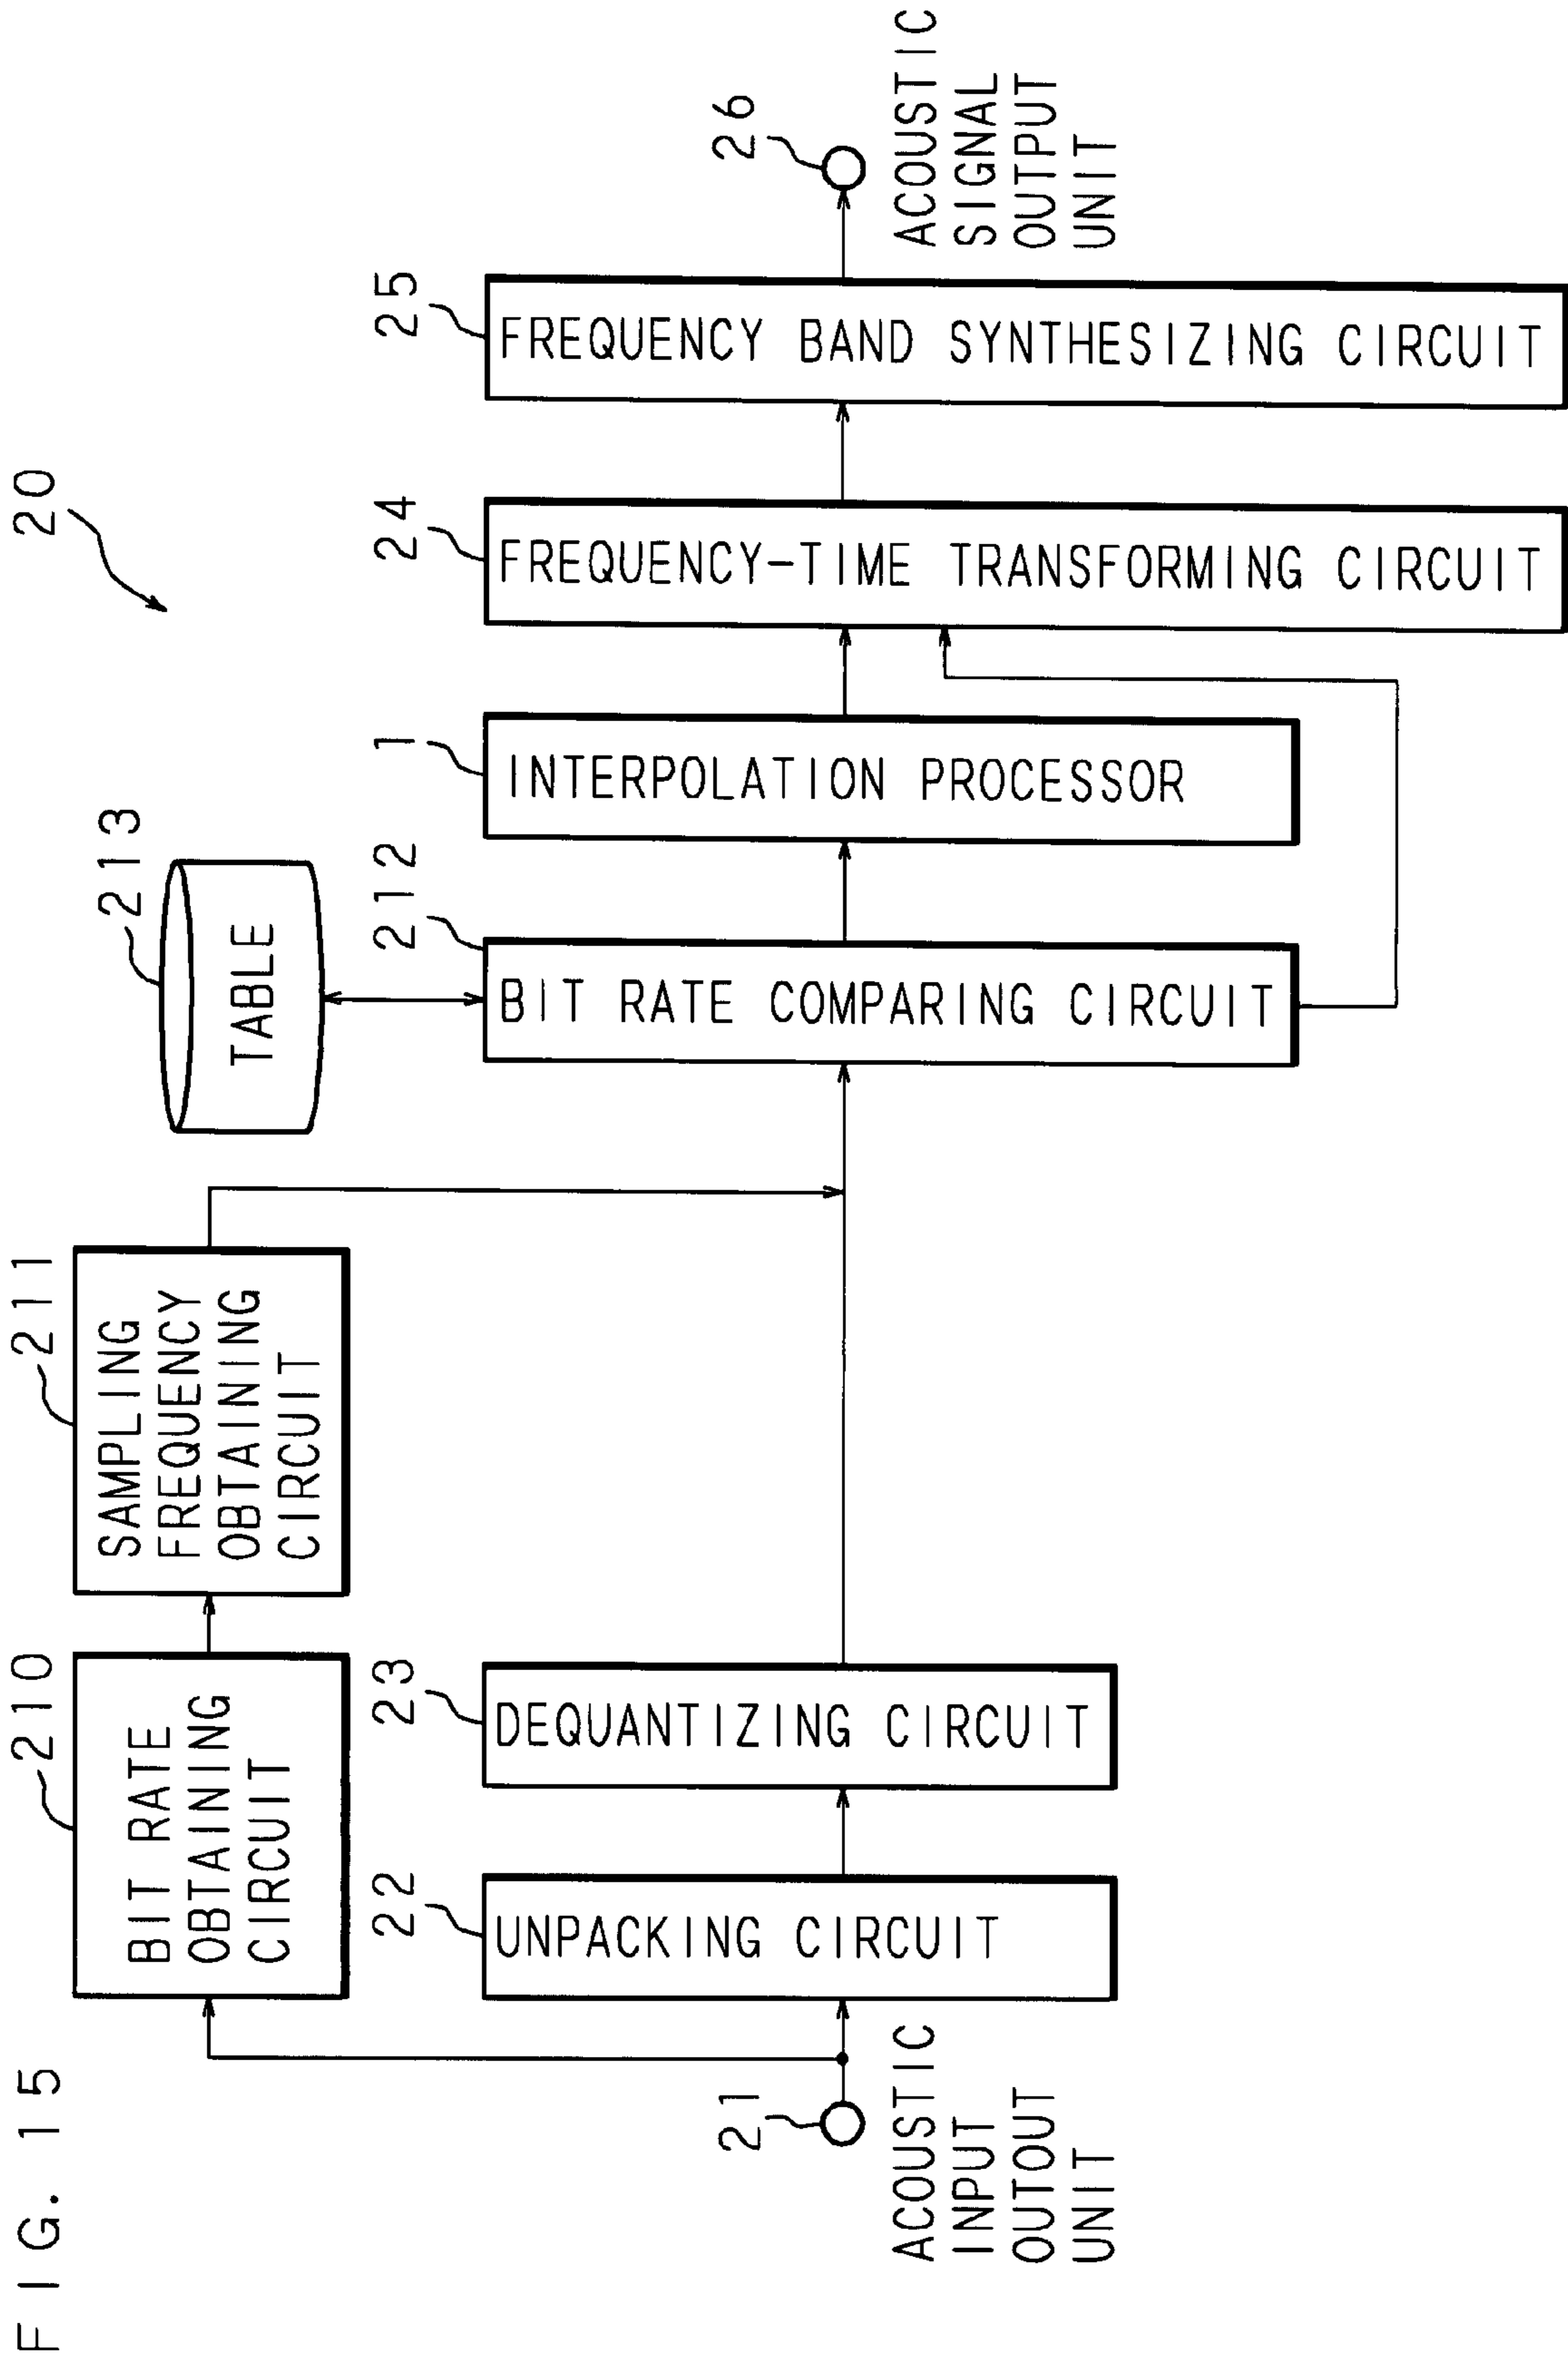 FIG. 15
20
210
BIT RATE
OBTAINING
CIRCUIT
211
SAMPLING
FREQUENCY
OBTAINING
CIRCUIT
213
TABLE
21
ACOUSTIC
INPUT
OUTOUT
UNIT
22
UNPACKING CIRCUIT
23
DEQUANTIZING CIRCUIT
212
BIT RATE COMPARING CIRCUIT
1
INTERPOLATION PROCESSOR
24
FREQUENCY-TIME TRANSFORMING CIRCUIT
25
FREQUENCY BAND SYNTHESIZING CIRCUIT
26
ACOUSTIC
SIGNAL
OUTPUT
UNIT